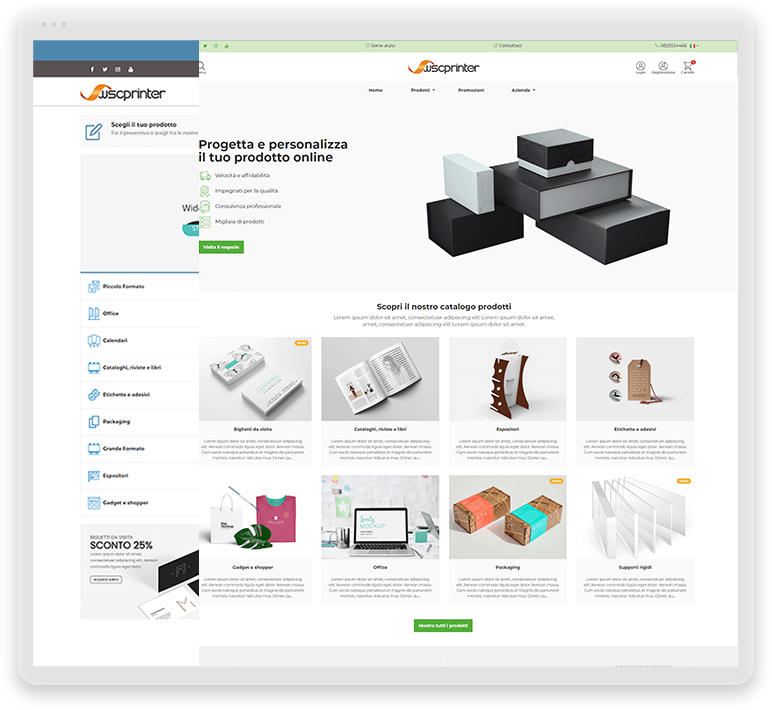 wscprinter
Scegli il tuo prodotto
Fai il preventivo o scegli tra le nostre
Wid
ST
Piccolo Formato
Office
Calendari
Cataloghi, riviste e libri
Etichette e adesivi
Packaging
Grande Formato
Espositori
Gadget e shopper
BIGLIETTI DA VISITA
SCONTO 25%
Lorem ipsum dolor sit amet,
consectetuer adipiscing elit. Aenean
commodo ligula eget dolor.
ACQUISTA SUBITO
Serve aiuto
Contattaci
0825534466
wscprinter
Login
Registrazione
Carrello
Home
Prodotti
Promozioni
Azienda
Progetta e personalizza
il tuo prodotto online
Velocità e affidabilità
Impegnati per la qualità
Consulenza professionale
Migliaia di prodotti
Visita il negozio
Scopri il nostro catalogo prodotti
Lorem ipsum dolor sit amet, consectetuer adipiscing elit. Lorem ipsum dolor sit
amet, consectetuer adipiscing elit. Lorem ipsum dolor sit amet.
Biglietti da visita
Lorem ipsum dolor sit amet, consectetuer adipiscing
elit. Aenean commodo ligula eget dolor. Aenean massa.
Cum sociis natoque penatibus et magnis dis parturient
montes, nascetur ridiculus mus. Donec qu...
Cataloghi, riviste e libri
Lorem ipsum dolor sit amet, consectetuer adipiscing
elit. Aenean commodo ligula eget dolor. Aenean massa.
Cum sociis natoque penatibus et magnis dis parturient
montes, nascetur ridiculus mus. Donec qu...
Espositori
Lorem ipsum dolor sit amet, consectetuer adipiscing
elit. Aenean commodo ligula eget dolor. Aenean massa.
Cum sociis natoque penatibus et magnis dis parturient
montes, nascetur ridiculus mus. Donec qu...
Etichette e adesivi
Lorem ipsum dolor sit amet, consectetuer adipiscing
elit. Aenean commodo ligula eget dolor. Aenean massa.
Cum sociis natoque penatibus et magnis dis parturient
montes, nascetur ridiculus mus. Donec qu...
Lovely
MOCKUP
Gadget e shopper
Lorem ipsum dolor sit amet, consectetuer adipiscing
elit. Aenean commodo ligula eget dolor. Aenean massa.
Cum sociis natoque penatibus et magnis dis parturient
montes, nascetur ridiculus mus. Donec qu...
Office
Lorem ipsum dolor sit amet, consectetuer adipiscing
elit. Aenean commodo ligula eget dolor. Aenean massa.
Cum sociis natoque penatibus et magnis dis parturient
montes, nascetur ridiculus mus. Donec qu...
Packaging
Lorem ipsum dolor sit amet, consectetuer adipiscing
elit. Aenean commodo ligula eget dolor. Aenean massa.
Cum sociis natoque penatibus et magnis dis parturient
montes, nascetur ridiculus mus. Donec qu...
Supporti rigidi
Lorem ipsum dolor sit amet, consectetuer adipiscing
elit. Aenean commodo ligula eget dolor. Aenean massa.
Cum sociis natoque penatibus et magnis dis parturient
montes, nascetur ridiculus mus. Donec qu...
Mostra tutti i prodotti